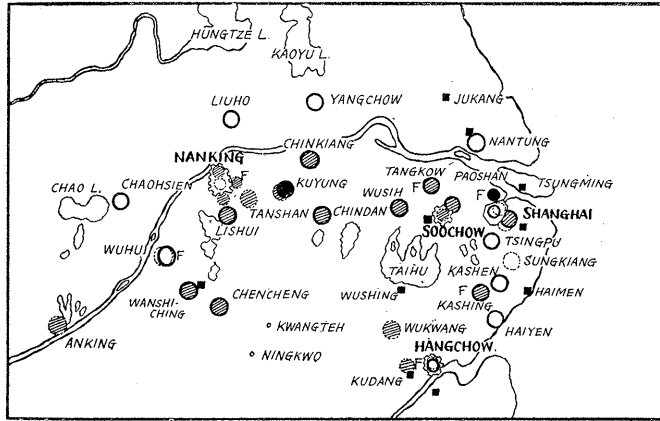 HUNGTZE L.
KAOYU L.
LIUHO
YANGCHOW
JUKANG
NANTUNG
CHINKIANG
NANKING
F
KUYUNG
TANGKOW
F
PAOSHAN
F
TSUNGMING
CHAO L.
CHAOHSIEN
TANSHAN
CHINDAN
WUSIH
SHANGHAI
LISHUI
SOOCHOW
TSINGPU
WUHU
F
TAIHU
SUNGKIANG
KASHEN
WANSHI-
CHING
CHENCHENG
WUSHING
F
KASHING
HAIMEN
ANKING
KWANGTEH
WUKWANG
HAIYEN
NINGKWO
HANGCHOW.
F
KUDANG